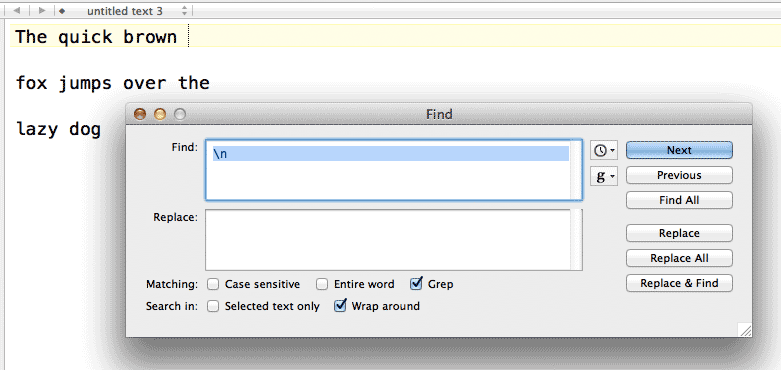 untitled text 3
The quick brown
fox jumps over the
lazy dog
Find
Find:
\n
g
Next
Previous
Find All
Replace:
Replace
Replace All
Replace & Find
Matching:
Case sensitive
Entire word
Grep
Search in:
Selected text only
Wrap around